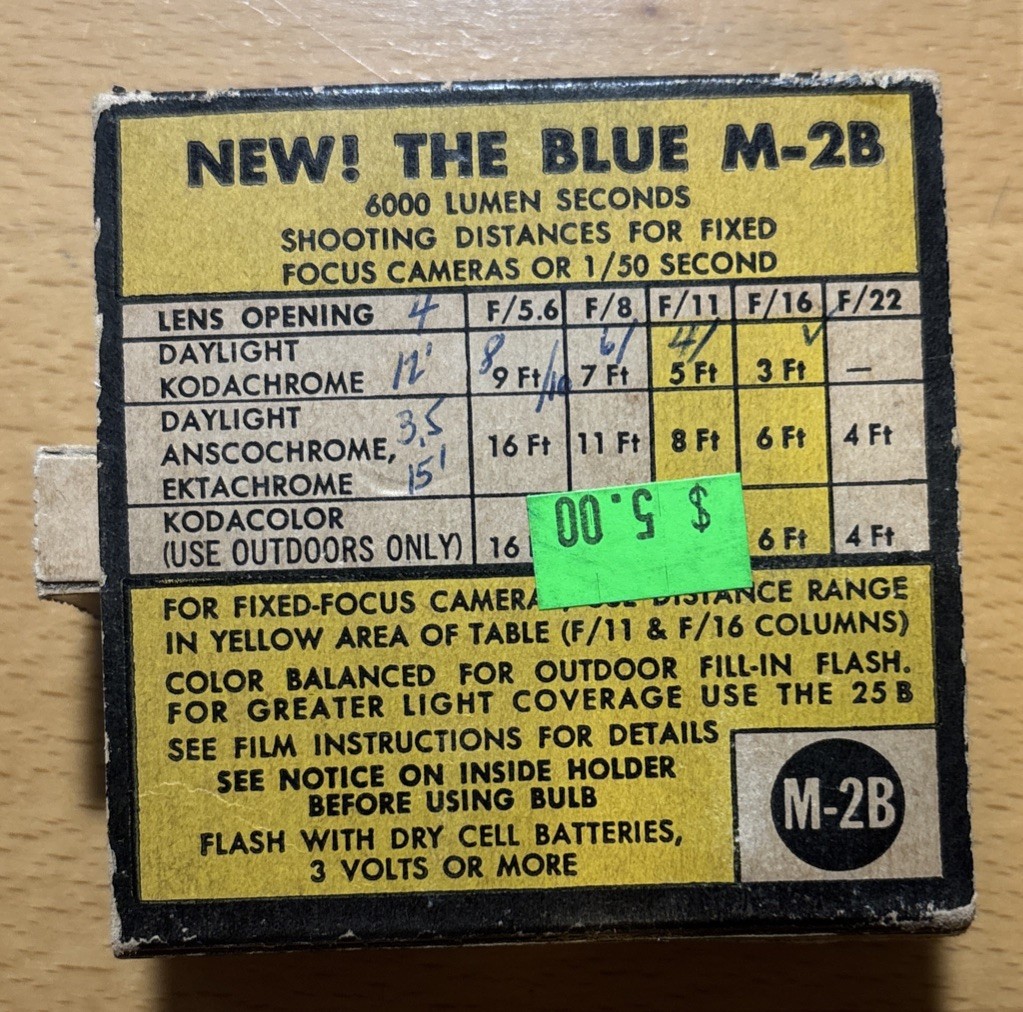 NEW! THE BLUE M-2B
6000 LUMEN SECONDS
SHOOTING DISTANCES FOR FIXED
FOCUS CAMERAS OR 1/50 SECOND
LENS OPENING 4 F/5.6 F/8 F/11 F/16 F/22
DAYLIGHT 8 6/ 4/ ✓
KODACHROME 12' 9 Ft/10 7 Ft 5 Ft 3 Ft —
DAYLIGHT
ANSCOCHROME, 3.5 16 Ft 11 Ft 8 Ft 6 Ft 4 Ft
EKTACHROME 15'
$ 5.00
KODACOLOR
(USE OUTDOORS ONLY) 16 6 Ft 4 Ft
FOR FIXED-FOCUS DISTANCE RANGE
IN YELLOW AREA OF TABLE (F/11 & F/16 COLUMNS)
COLOR BALANCED FOR OUTDOOR FILL-IN FLASH.
FOR GREATER LIGHT COVERAGE USE THE 25 B
SEE FILM INSTRUCTIONS FOR DETAILS
SEE NOTICE ON INSIDE HOLDER
BEFORE USING BULB
FLASH WITH DRY CELL BATTERIES,
3 VOLTS OR MORE
M-2B